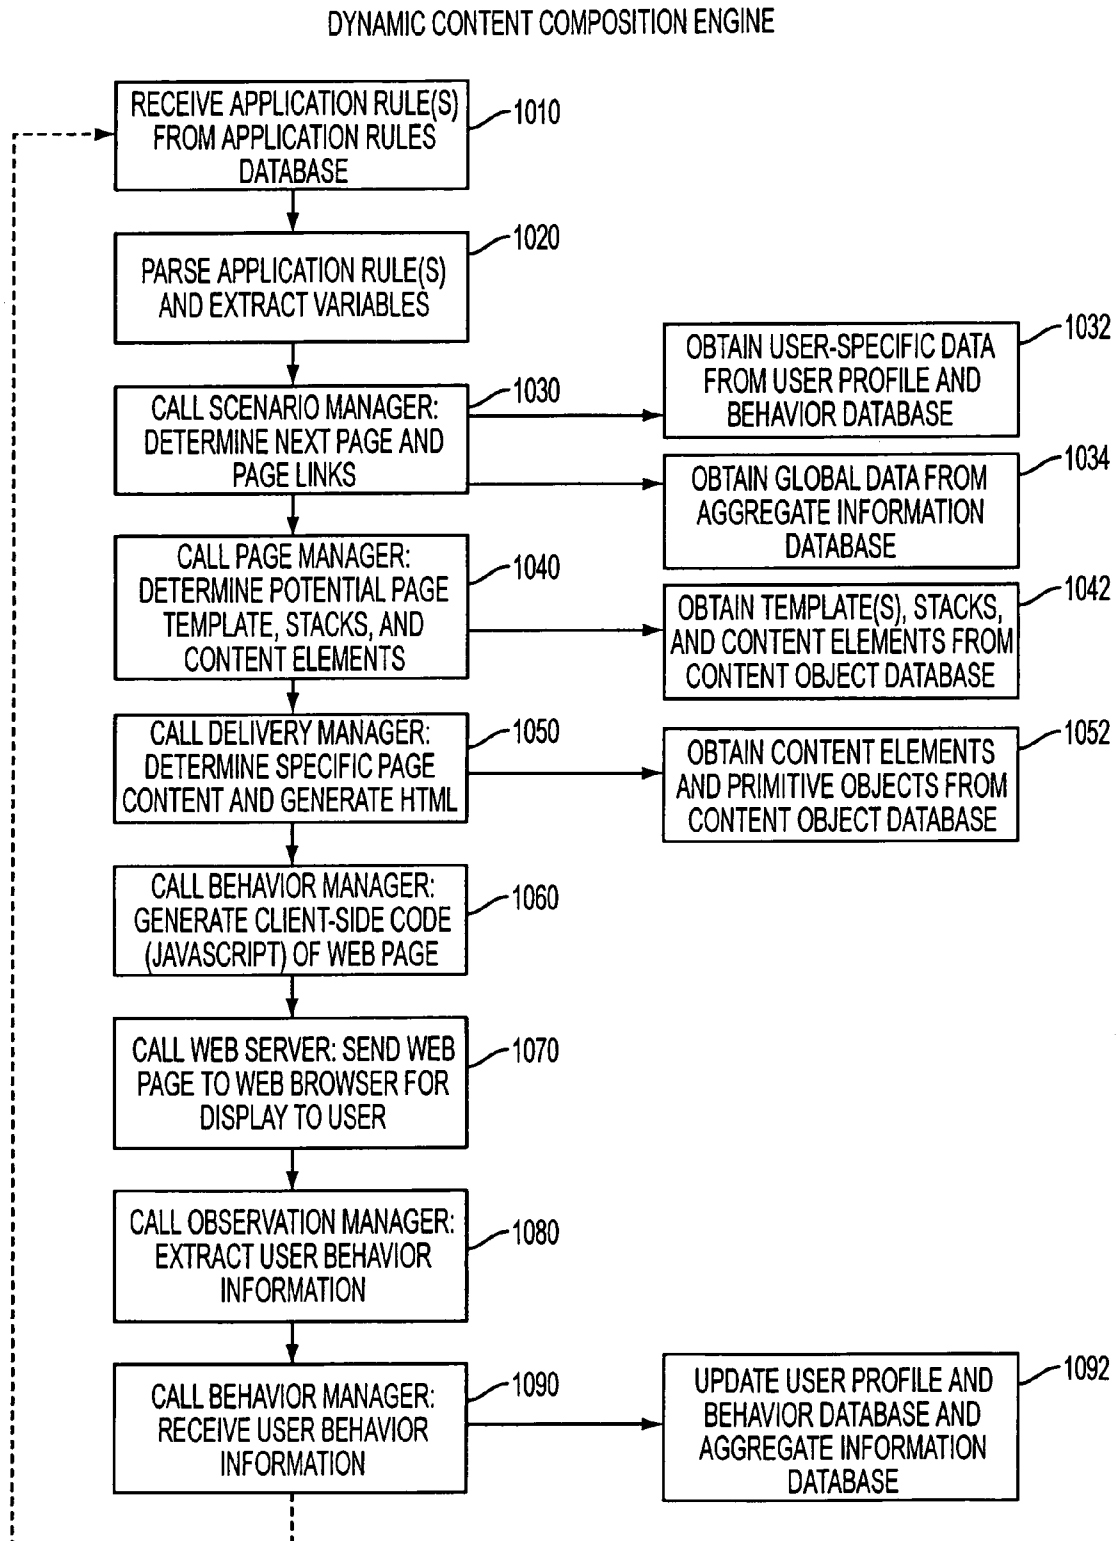 DYNAMIC CONTENT COMPOSITION ENGINE
RECEIVE APPLICATION RULE(S)
FROM APPLICATION RULES
DATABASE
1010
PARSE APPLICATION RULE(S)
AND EXTRACT VARIABLES
1020
CALL SCENARIO MANAGER:
DETERMINE NEXT PAGE AND
PAGE LINKS
1030
OBTAIN USER-SPECIFIC DATA
FROM USER PROFILE AND
BEHAVIOR DATABASE
1032
OBTAIN GLOBAL DATA FROM
AGGREGATE INFORMATION
DATABASE
1034
CALL PAGE MANAGER:
DETERMINE POTENTIAL PAGE
TEMPLATE, STACKS, AND
CONTENT ELEMENTS
1040
OBTAIN TEMPLATE(S), STACKS,
AND CONTENT ELEMENTS FROM
CONTENT OBJECT DATABASE
1042
CALL DELIVERY MANAGER:
DETERMINE SPECIFIC PAGE
CONTENT AND GENERATE HTML
1050
OBTAIN CONTENT ELEMENTS
AND PRIMITIVE OBJECTS FROM
CONTENT OBJECT DATABASE
1052
CALL BEHAVIOR MANAGER:
GENERATE CLIENT-SIDE CODE
(JAVASCRIPT) OF WEB PAGE
1060
CALL WEB SERVER: SEND WEB
PAGE TO WEB BROWSER FOR
DISPLAY TO USER
1070
CALL OBSERVATION MANAGER:
EXTRACT USER BEHAVIOR
INFORMATION
1080
CALL BEHAVIOR MANAGER:
RECEIVE USER BEHAVIOR
INFORMATION
1090
UPDATE USER PROFILE AND
BEHAVIOR DATABASE AND
AGGREGATE INFORMATION
DATABASE
1092